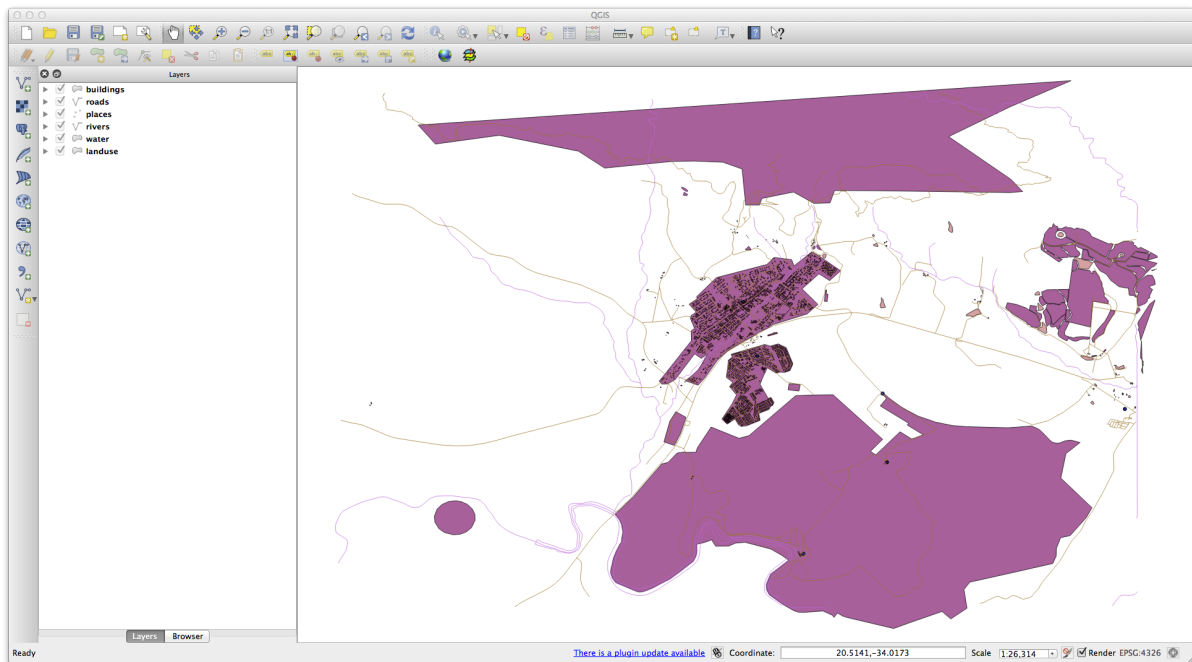 QGIS
Layers
buildings
roads
places
rivers
water
landuse
Layers
Browser
Ready
There is a plugin update available
Coordinate:
20.5141,-34.0173
Scale
1:26,314
Render
EPSG:4326